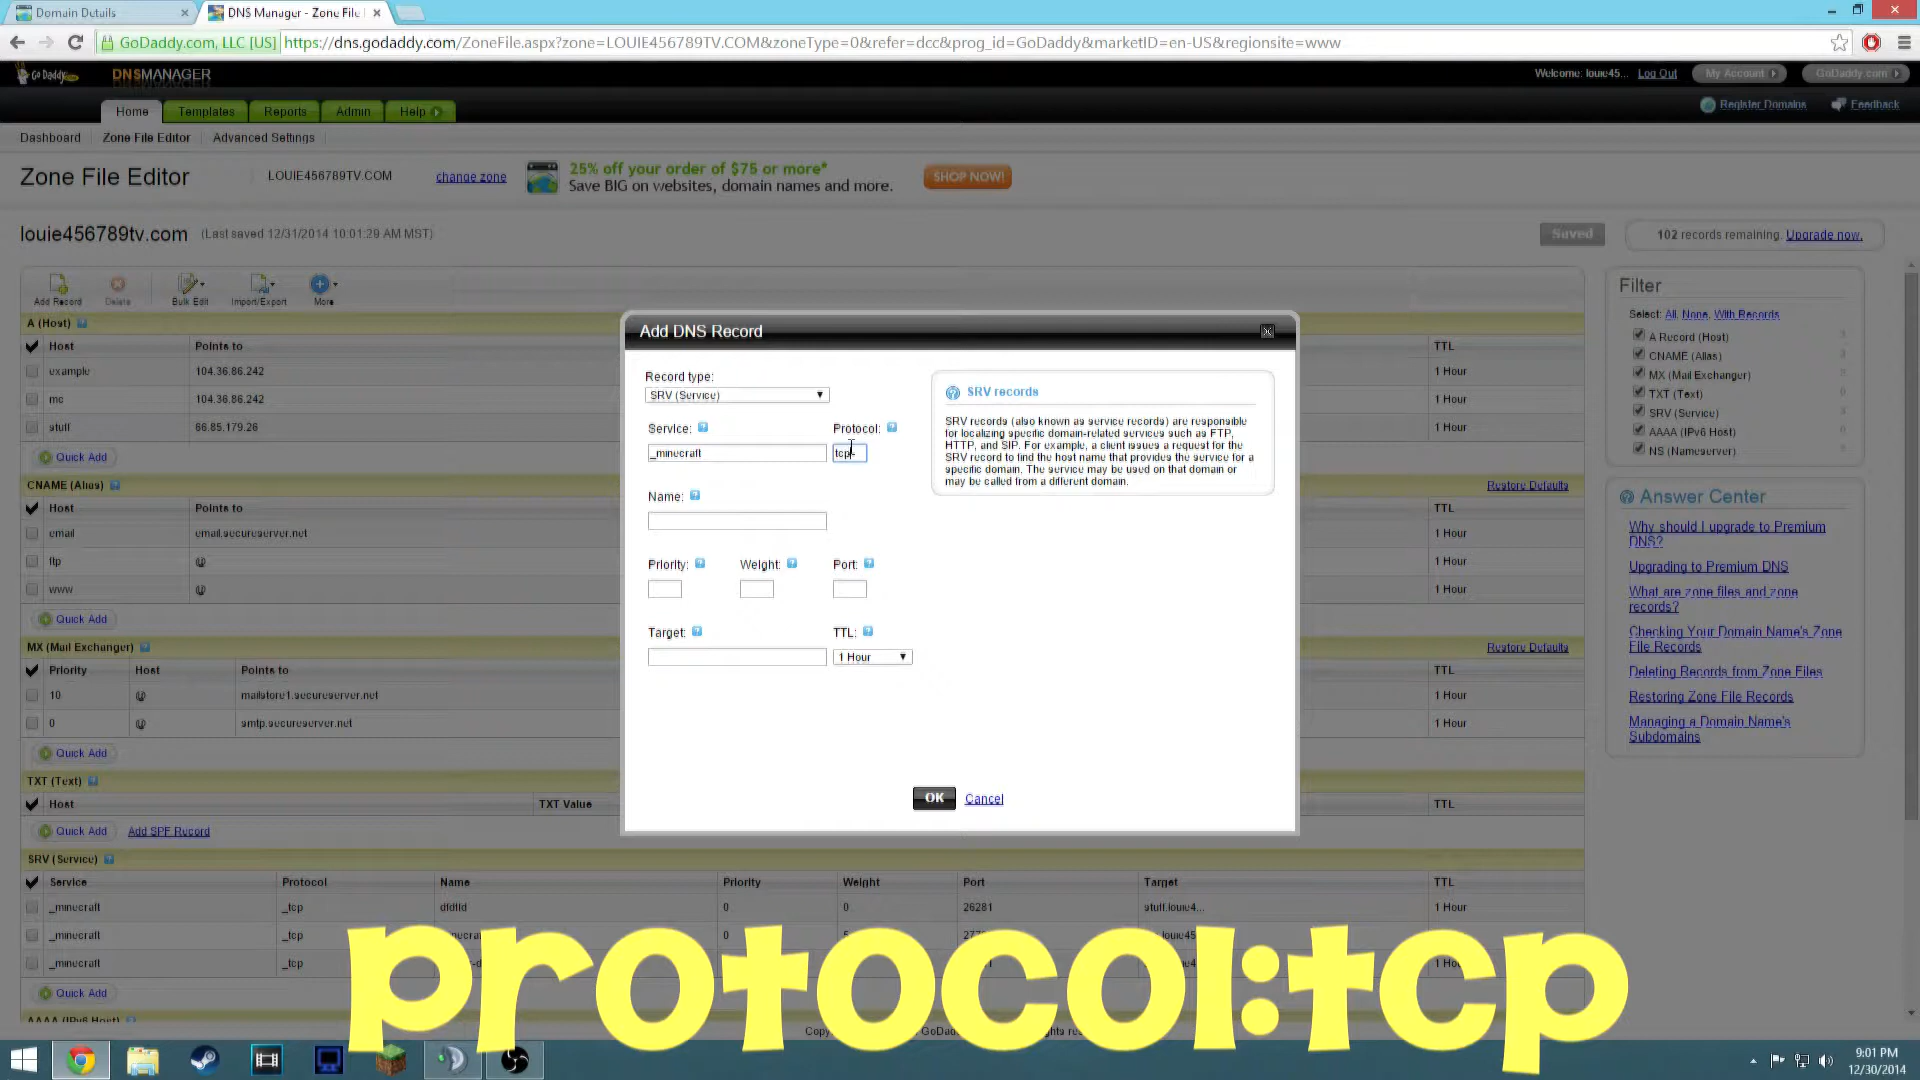 Domain Details
DNS Manager - Zone File
GoDaddy.com, LLC [US] https://dns.godaddy.com/ZoneFile.aspx?zone=LOUIE456789TV.COM&zoneType=0&refer=dcc&prog_id=GoDaddy&marketID=en-US&regionsite=www
Go Daddy DNSMANAGER
Welcome: louie45... Log Out My Account GoDaddy.com
Home Templates Reports Admin Help
Register Domains Feedback
Dashboard Zone File Editor Advanced Settings
Zone File Editor LOUIE456789TV.COM change zone
25% off your order of $75 or more*
Save BIG on websites, domain names and more.
SHOP NOW!
louie456789tv.com (Last saved 12/31/2014 10:01:29 AM MST)
Saved
102 records remaining. Upgrade now.
Add Record Delete Bulk Edit Import/Export More
A (Host)
Host Points to TTL
example 104.36.86.242 1 Hour
mc 104.36.86.242 1 Hour
stuff 66.85.179.26 1 Hour
Quick Add
CNAME (Alias) Restore Defaults
Host Points to TTL
email email.secureserver.net 1 Hour
ftp @ 1 Hour
www @ 1 Hour
Quick Add
MX (Mail Exchanger) Restore Defaults
Priority Host Points to TTL
10 @ mailstore1.secureserver.net 1 Hour
0 @ smtp.secureserver.net 1 Hour
Quick Add
TXT (Text)
Host TXT Value TTL
Quick Add Add SPF Record
SRV (Service)
Service Protocol Name Priority Weight Port Target TTL
_minecraft _tcp dfdfd 0 0 26281 stuff.louie4... 1 Hour
_minecraft _tcp 0 1 Hour
_minecraft _tcp
Quick Add
AAAA (IPv6 Host)
Add DNS Record
Record type:
SRV (Service)
Service: Protocol:
_minecraft tcp
Name:
Priority: Weight: Port:
Target: TTL:
1 Hour
OK Cancel
SRV records
SRV records (also known as service records) are responsible
for localizing specific domain-related services such as FTP,
HTTP, and SIP. For example, a client issues a request for the
SRV record to find the host name that provides the service for a
specific domain. The service may be used on that domain or
may be called from a different domain.
Filter
Select: All, None, With Records
A Record (Host) 3
CNAME (Alias) 3
MX (Mail Exchanger)
TXT (Text)
SRV (Service)
AAAA (IPv6 Host)
NS (Nameserver)
Answer Center
Why should I upgrade to Premium
DNS?
Upgrading to Premium DNS
What are zone files and zone
records?
Checking Your Domain Name's Zone
File Records
Deleting Records from Zone Files
Restoring Zone File Records
Managing a Domain Name's
Subdomains
protocol:tcp
9:01 PM
12/30/2014